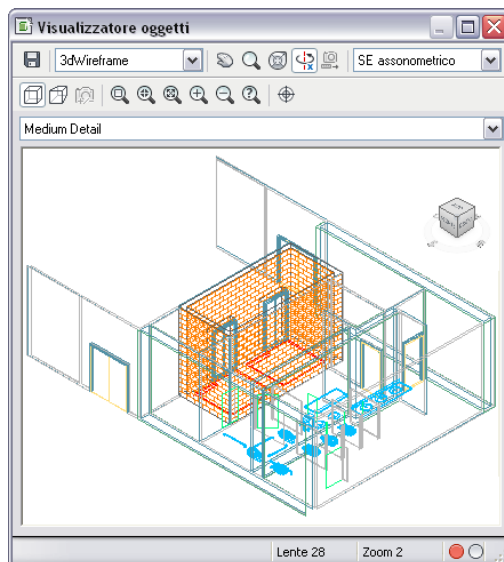 Visualizzatore oggetti
3dWireframe
SE assonometrico
Medium Detail
Lente 28
Zoom 2